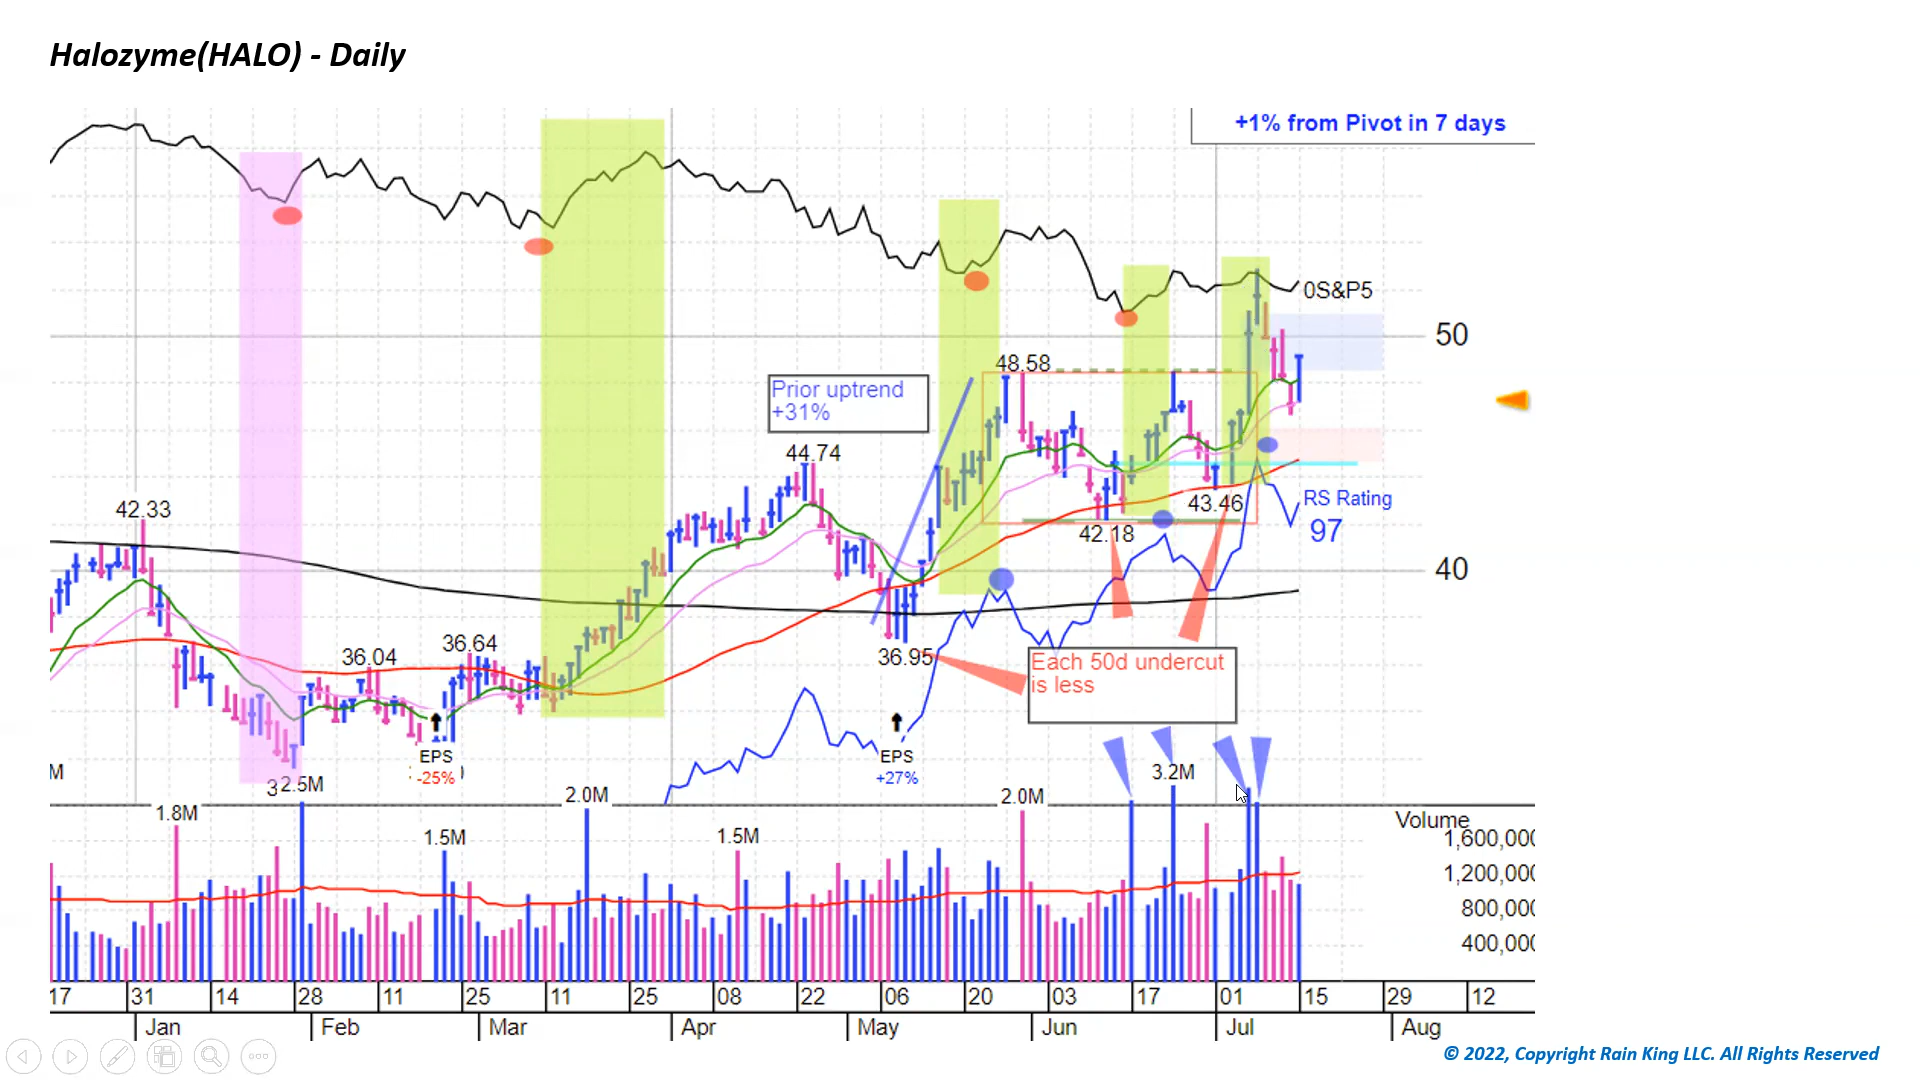 Halozyme(HALO) - Daily
+1% from Pivot in 7 days
0S&P5
50
48.58
Prior uptrend
+31%
44.74
42.33
RS Rating
97
43.46
42.18
40
36.64
36.04
36.95
Each 50d undercut
is less
EPS
-25%
EPS
+27%
M
3.2M
2.5M
2.0M
2.0M
1.8M
1.5M
1.5M
Volume
1,600,000
1,200,000
800,000
400,000
17 31 14 28 11 25 11 25 08 22 06 20 03 17 01 15 29 12
Jan Feb Mar Apr May Jun Jul Aug
© 2022, Copyright Rain King LLC. All Rights Reserved